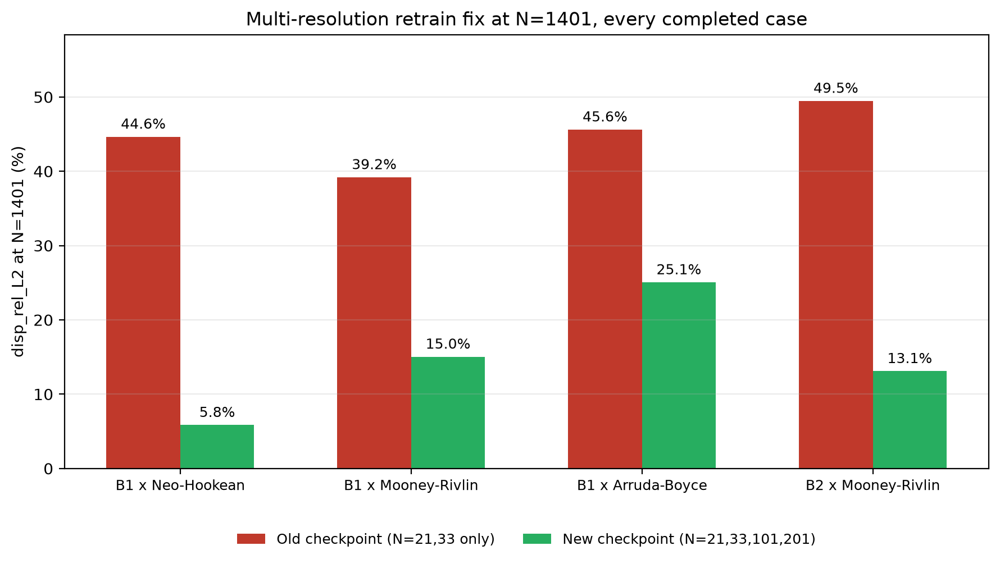 Multi-resolution retrain fix at N=1401, every completed case
disp_rel_L2 at N=1401 (%)
50
40
30
20
10
0
44.6%
5.8%
39.2%
15.0%
45.6%
25.1%
49.5%
13.1%
B1 x Neo-Hookean
B1 x Mooney-Rivlin
B1 x Arruda-Boyce
B2 x Mooney-Rivlin
Old checkpoint (N=21,33 only)
New checkpoint (N=21,33,101,201)